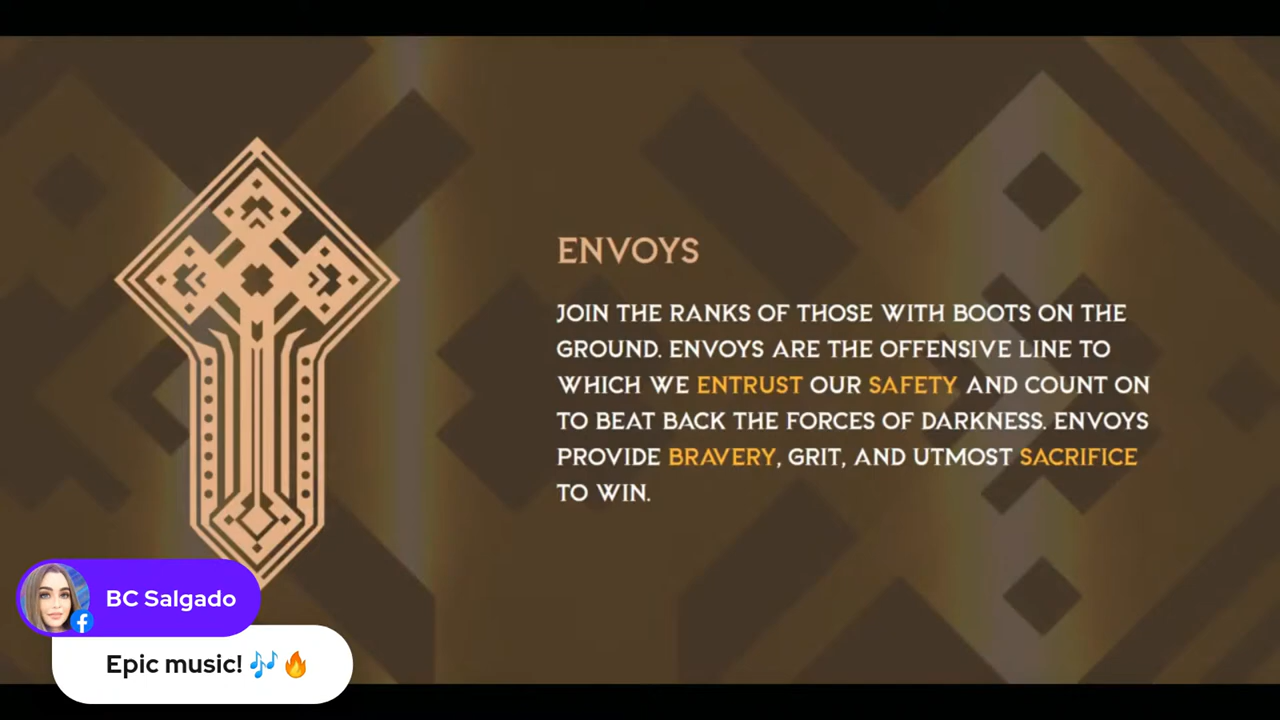 ENVOYS
JOIN THE RANKS OF THOSE WITH BOOTS ON THE
GROUND. ENVOYS ARE THE OFFENSIVE LINE TO
WHICH WE ENTRUST OUR SAFETY AND COUNT ON
TO BEAT BACK THE FORCES OF DARKNESS. ENVOYS
PROVIDE BRAVERY, GRIT, AND UTMOST SACRIFICE
TO WIN.
BC Salgado
Epic music! 🎶🔥